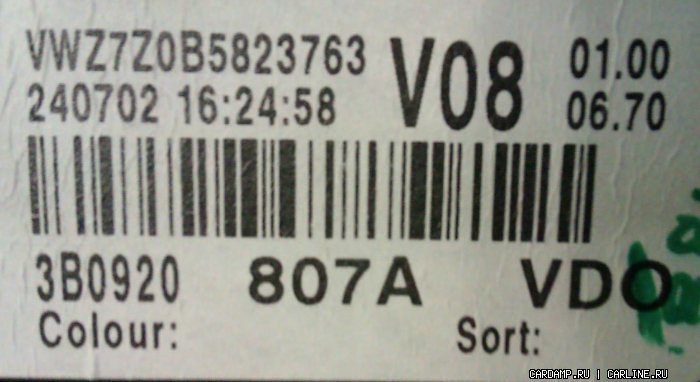 VWZ7Z0B5823763 V08 01.00
240702 16:24:58 06.70
3B0920 807A VDO
Colour: Sort:
CARDAMP.RU | CARLINE.RU